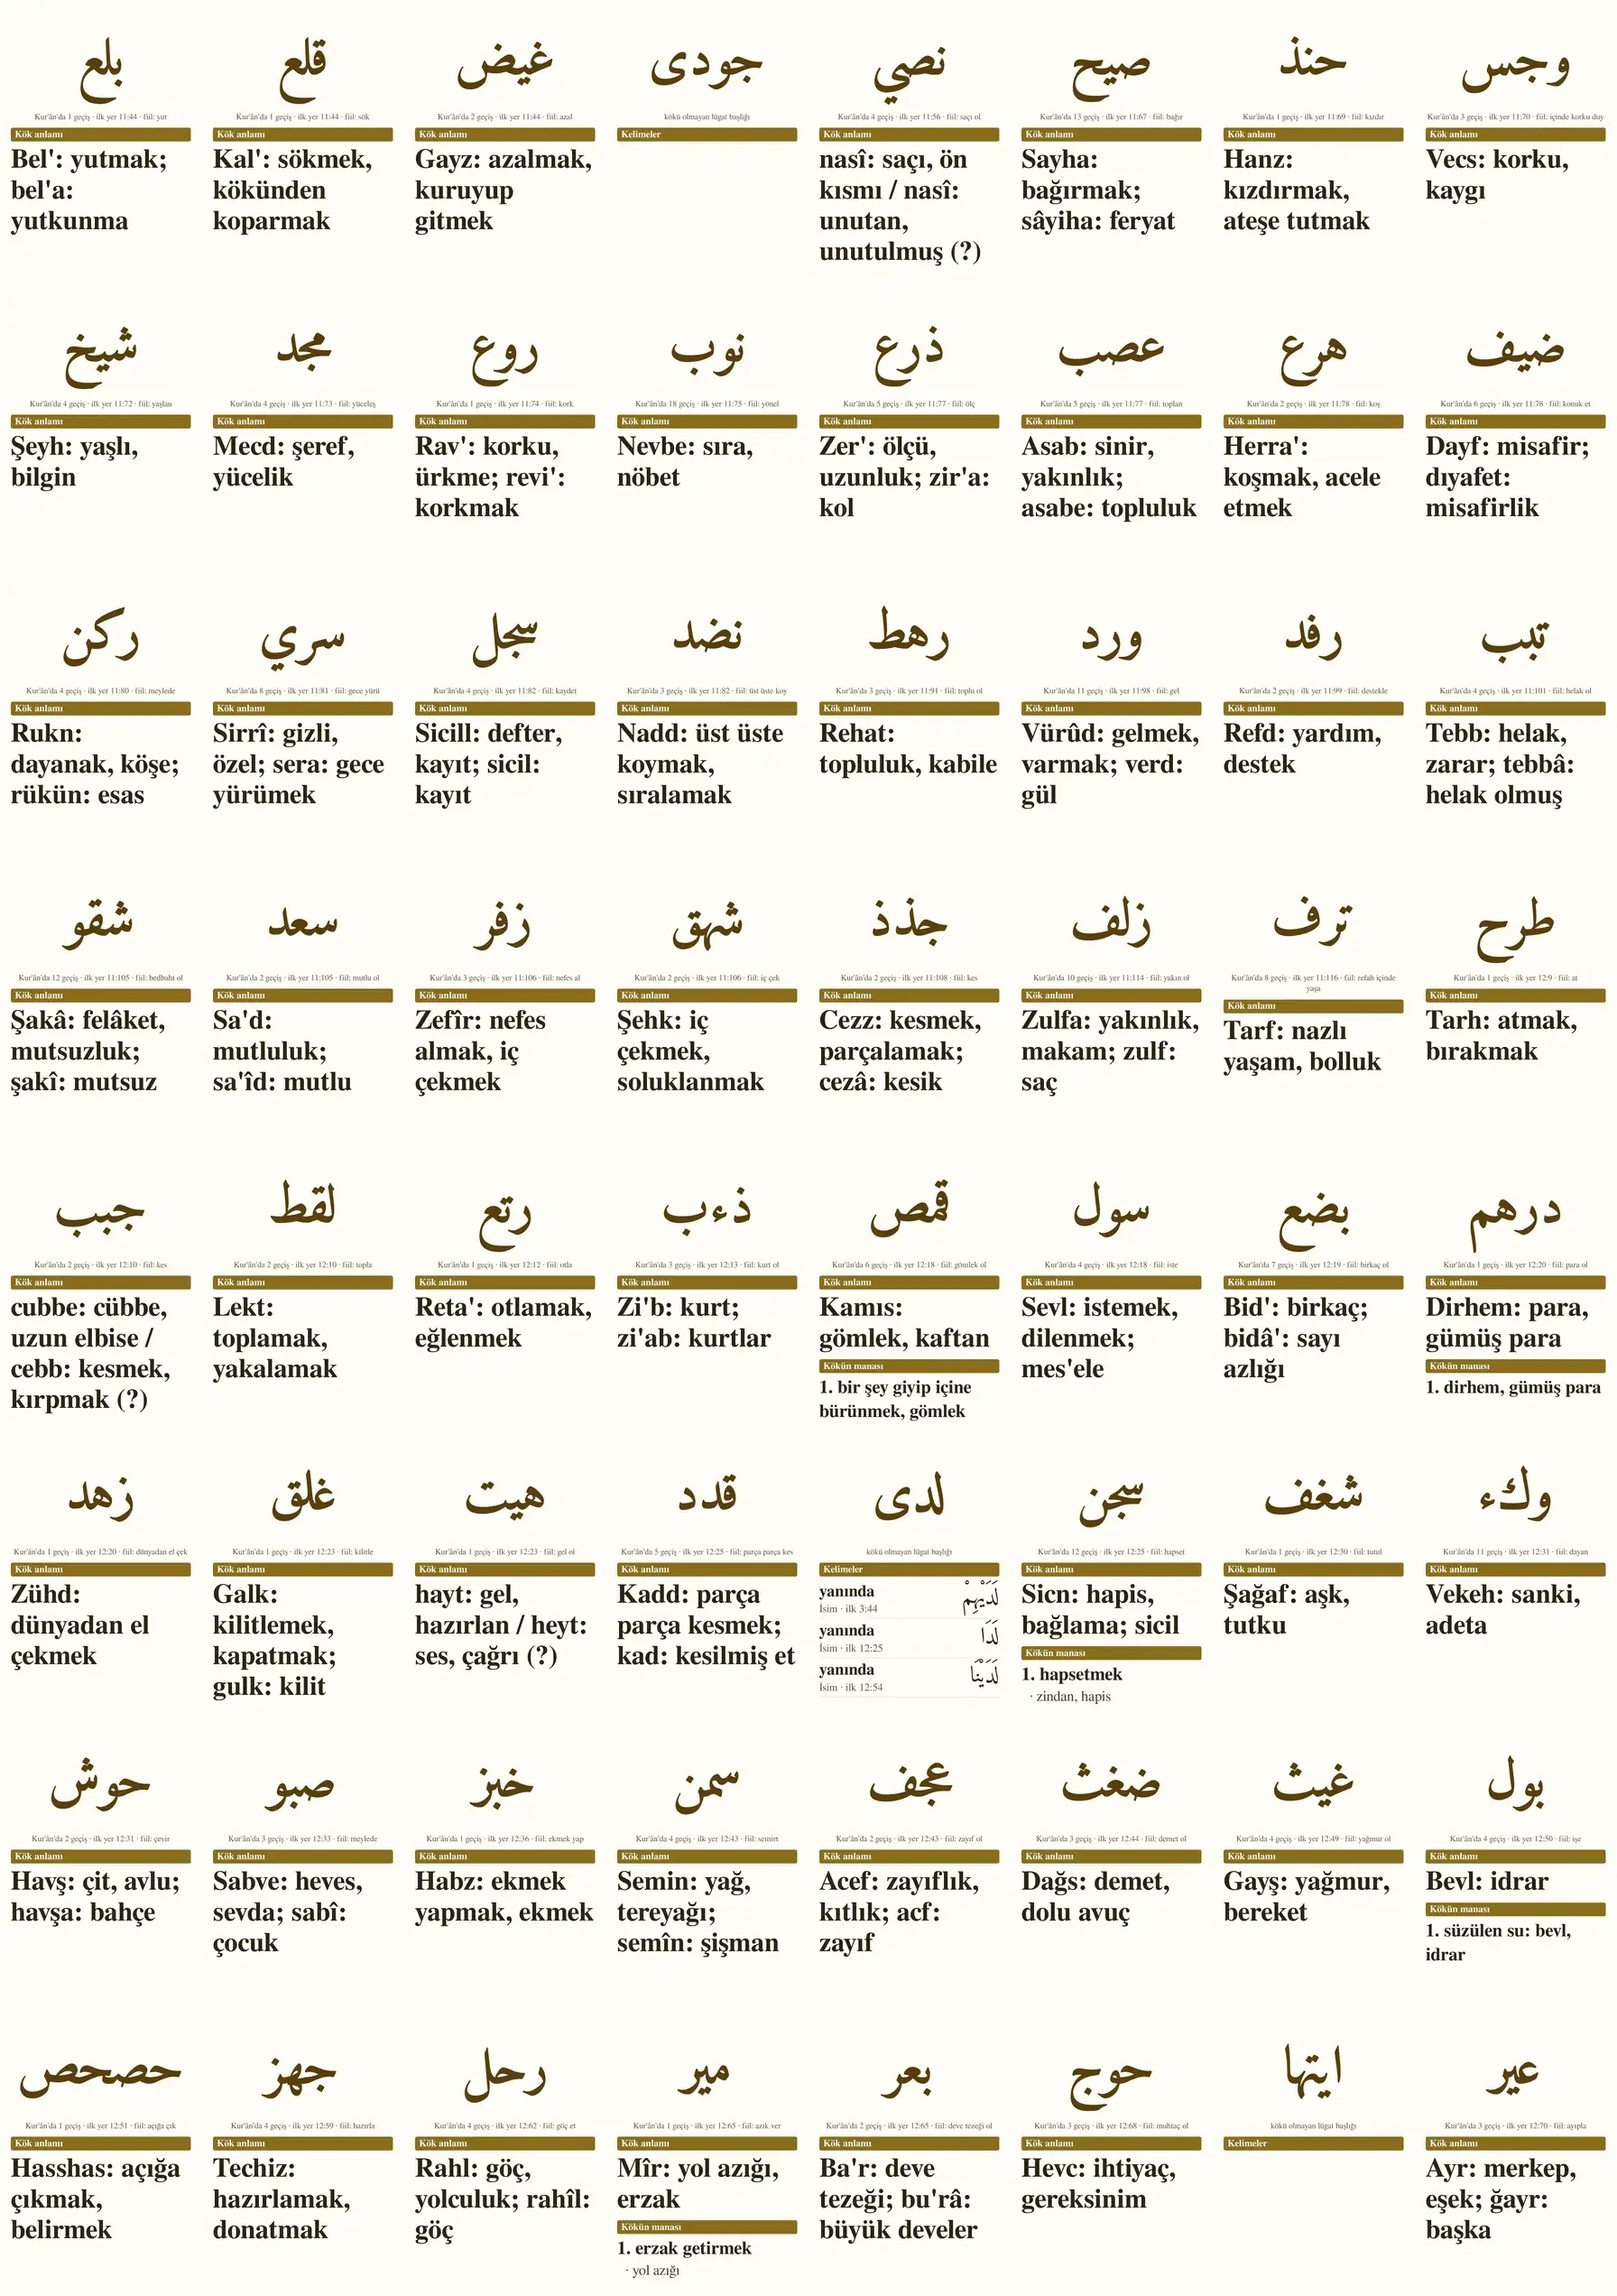 بلع
Kur'ân'da 1 geçiş · ilk yer 11:44 · fiil: yut
Kök anlamı
Bel': yutmak;
bel'a:
yutkunma
قلع
Kur'ân'da 1 geçiş · ilk yer 11:44 · fiil: sök
Kök anlamı
Kal': sökmek,
kökünden
koparmak
غيض
Kur'ân'da 2 geçiş · ilk yer 11:44 · fiil: azal
Kök anlamı
Gayz: azalmak,
kuruyup
gitmek
جودى
kökü olmayan lügat başlığı
Kelimeler
نصي
Kur'ân'da 4 geçiş · ilk yer 11:56 · fiil: saçı ol
Kök anlamı
nasî: saçı, ön
kısmı / nasî:
unutan,
unutulmuş (?)
صيح
Kur'ân'da 13 geçiş · ilk yer 11:67 · fiil: bağır
Kök anlamı
Sayha:
bağırmak;
sâyiha: feryat
حنذ
Kur'ân'da 1 geçiş · ilk yer 11:69 · fiil: kızdır
Kök anlamı
Hanz:
kızdırmak,
ateşe tutmak
وجس
Kur'ân'da 3 geçiş · ilk yer 11:70 · fiil: içinde korku duy
Kök anlamı
Vecs: korku,
kaygı
شيخ
Kur'ân'da 4 geçiş · ilk yer 11:72 · fiil: yaşlan
Kök anlamı
Şeyh: yaşlı,
bilgin
مجد
Kur'ân'da 4 geçiş · ilk yer 11:73 · fiil: yüceleş
Kök anlamı
Mecd: şeref,
yücelik
روع
Kur'ân'da 1 geçiş · ilk yer 11:74 · fiil: kork
Kök anlamı
Rav': korku,
ürkme; revi':
korkmak
نوب
Kur'ân'da 18 geçiş · ilk yer 11:75 · fiil: yönel
Kök anlamı
Nevbe: sıra,
nöbet
ذرع
Kur'ân'da 5 geçiş · ilk yer 11:77 · fiil: ölç
Kök anlamı
Zer': ölçü,
uzunluk; zir'a:
kol
عصب
Kur'ân'da 5 geçiş · ilk yer 11:77 · fiil: toplan
Kök anlamı
Asab: sinir,
yakınlık;
asabe: topluluk
هرع
Kur'ân'da 2 geçiş · ilk yer 11:78 · fiil: koş
Kök anlamı
Herra':
koşmak, acele
etmek
ضيف
Kur'ân'da 6 geçiş · ilk yer 11:78 · fiil: konuk et
Kök anlamı
Dayf: misafir;
dıyafet:
misafirlik
ركن
Kur'ân'da 4 geçiş · ilk yer 11:80 · fiil: meylede
Kök anlamı
Rukn:
dayanak, köşe;
rükün: esas
سري
Kur'ân'da 8 geçiş · ilk yer 11:81 · fiil: gece yürü
Kök anlamı
Sirrî: gizli,
özel; sera: gece
yürümek
سجل
Kur'ân'da 4 geçiş · ilk yer 11:82 · fiil: kaydet
Kök anlamı
Sicill: defter,
kayıt; sicil:
kayıt
نضد
Kur'ân'da 3 geçiş · ilk yer 11:82 · fiil: üst üste koy
Kök anlamı
Nadd: üst üste
koymak,
sıralamak
رهط
Kur'ân'da 3 geçiş · ilk yer 11:91 · fiil: toplu ol
Kök anlamı
Rehat:
topluluk, kabile
ورد
Kur'ân'da 11 geçiş · ilk yer 11:98 · fiil: gel
Kök anlamı
Vürûd: gelmek,
varmak; verd:
gül
رفد
Kur'ân'da 2 geçiş · ilk yer 11:99 · fiil: destekle
Kök anlamı
Refd: yardım,
destek
تبب
Kur'ân'da 4 geçiş · ilk yer 11:101 · fiil: helak ol
Kök anlamı
Tebb: helak,
zarar; tebbâ:
helak olmuş
شقو
Kur'ân'da 12 geçiş · ilk yer 11:105 · fiil: bedbaht ol
Kök anlamı
Şakâ: felâket,
mutsuzluk;
şakî: mutsuz
سعد
Kur'ân'da 2 geçiş · ilk yer 11:105 · fiil: mutlu ol
Kök anlamı
Sa'd:
mutluluk;
sa'îd: mutlu
زفر
Kur'ân'da 3 geçiş · ilk yer 11:106 · fiil: nefes al
Kök anlamı
Zefîr: nefes
almak, iç
çekmek
شهق
Kur'ân'da 2 geçiş · ilk yer 11:106 · fiil: iç çek
Kök anlamı
Şehk: iç
çekmek,
soluklanmak
جذذ
Kur'ân'da 2 geçiş · ilk yer 11:108 · fiil: kes
Kök anlamı
Cezz: kesmek,
parçalamak;
cezâ: kesik
زلف
Kur'ân'da 10 geçiş · ilk yer 11:114 · fiil: yakın ol
Kök anlamı
Zulfa: yakınlık,
makam; zulf:
saç
ترف
Kur'ân'da 8 geçiş · ilk yer 11:116 · fiil: refah içinde
yaşa
Kök anlamı
Tarf: nazlı
yaşam, bolluk
طرح
Kur'ân'da 1 geçiş · ilk yer 12:9 · fiil: at
Kök anlamı
Tarh: atmak,
bırakmak
جبب
Kur'ân'da 2 geçiş · ilk yer 12:10 · fiil: kes
Kök anlamı
cubbe: cübbe,
uzun elbise /
cebb: kesmek,
kırpmak (?)
لقط
Kur'ân'da 2 geçiş · ilk yer 12:10 · fiil: topla
Kök anlamı
Lekt:
toplamak,
yakalamak
رتع
Kur'ân'da 1 geçiş · ilk yer 12:12 · fiil: otla
Kök anlamı
Reta': otlamak,
eğlenmek
ذءب
Kur'ân'da 3 geçiş · ilk yer 12:13 · fiil: kurt ol
Kök anlamı
Zi'b: kurt;
zi'ab: kurtlar
قمص
Kur'ân'da 6 geçiş · ilk yer 12:18 · fiil: gömlek ol
Kök anlamı
Kamıs:
gömlek, kaftan
Kökün manası
1. bir şey giyip içine
bürünmek, gömlek
سول
Kur'ân'da 4 geçiş · ilk yer 12:18 · fiil: iste
Kök anlamı
Sevl: istemek,
dilenmek;
mes'ele
بضع
Kur'ân'da 7 geçiş · ilk yer 12:19 · fiil: birkaç ol
Kök anlamı
Bid': birkaç;
bidâ': sayı
azlığı
درهم
Kur'ân'da 1 geçiş · ilk yer 12:20 · fiil: para ol
Kök anlamı
Dirhem: para,
gümüş para
Kökün manası
1. dirhem, gümüş para
زهد
Kur'ân'da 1 geçiş · ilk yer 12:20 · fiil: dünyadan el çek
Kök anlamı
Zühd:
dünyadan el
çekmek
غلق
Kur'ân'da 1 geçiş · ilk yer 12:23 · fiil: kilitle
Kök anlamı
Galk:
kilitlemek,
kapatmak;
gulk: kilit
هيت
Kur'ân'da 1 geçiş · ilk yer 12:23 · fiil: gel ol
Kök anlamı
hayt: gel,
hazırlan / heyt:
ses, çağrı (?)
قدد
Kur'ân'da 5 geçiş · ilk yer 12:25 · fiil: parça parça kes
Kök anlamı
Kadd: parça
parça kesmek;
kad: kesilmiş et
لدى
kökü olmayan lügat başlığı
Kelimeler
yanında لَدَيْهِمْ
İsim · ilk 3:44
yanında لَدَا
İsim · ilk 12:25
yanında لَدَيْنَا
İsim · ilk 12:54
سجن
Kur'ân'da 12 geçiş · ilk yer 12:25 · fiil: hapset
Kök anlamı
Sicn: hapis,
bağlama; sicil
Kökün manası
1. hapsetmek
· zindan, hapis
شغف
Kur'ân'da 1 geçiş · ilk yer 12:30 · fiil: tutul
Kök anlamı
Şağaf: aşk,
tutku
وكء
Kur'ân'da 11 geçiş · ilk yer 12:31 · fiil: dayan
Kök anlamı
Vekeh: sanki,
adeta
حوش
Kur'ân'da 2 geçiş · ilk yer 12:31 · fiil: çevir
Kök anlamı
Havş: çit, avlu;
havşa: bahçe
صبو
Kur'ân'da 3 geçiş · ilk yer 12:33 · fiil: meylede
Kök anlamı
Sabve: heves,
sevda; sabî:
çocuk
خبز
Kur'ân'da 1 geçiş · ilk yer 12:36 · fiil: ekmek yap
Kök anlamı
Habz: ekmek
yapmak, ekmek
سمن
Kur'ân'da 4 geçiş · ilk yer 12:43 · fiil: semirt
Kök anlamı
Semin: yağ,
tereyağı;
semîn: şişman
عجف
Kur'ân'da 2 geçiş · ilk yer 12:43 · fiil: zayıf ol
Kök anlamı
Acef: zayıflık,
kıtlık; acf:
zayıf
ضغث
Kur'ân'da 3 geçiş · ilk yer 12:44 · fiil: demet ol
Kök anlamı
Dağs: demet,
dolu avuç
غيث
Kur'ân'da 4 geçiş · ilk yer 12:49 · fiil: yağmur ol
Kök anlamı
Gayş: yağmur,
bereket
بول
Kur'ân'da 4 geçiş · ilk yer 12:50 · fiil: işe
Kök anlamı
Bevl: idrar
Kökün manası
1. süzülen su: bevl,
idrar
حصحص
Kur'ân'da 1 geçiş · ilk yer 12:51 · fiil: açığa çık
Kök anlamı
Hasshas: açığa
çıkmak,
belirmek
جهز
Kur'ân'da 4 geçiş · ilk yer 12:59 · fiil: hazırla
Kök anlamı
Techiz:
hazırlamak,
donatmak
رحل
Kur'ân'da 4 geçiş · ilk yer 12:62 · fiil: göç et
Kök anlamı
Rahl: göç,
yolculuk; rahîl:
göç
مير
Kur'ân'da 1 geçiş · ilk yer 12:65 · fiil: azık ver
Kök anlamı
Mîr: yol azığı,
erzak
Kökün manası
1. erzak getirmek
· yol azığı
بعر
Kur'ân'da 2 geçiş · ilk yer 12:65 · fiil: deve tezeği ol
Kök anlamı
Ba'r: deve
tezeği; bu'râ:
büyük develer
حوج
Kur'ân'da 3 geçiş · ilk yer 12:68 · fiil: muhtaç ol
Kök anlamı
Hevc: ihtiyaç,
gereksinim
ايتها
kökü olmayan lügat başlığı
Kelimeler
عير
Kur'ân'da 3 geçiş · ilk yer 12:70 · fiil: ayıpla
Kök anlamı
Ayr: merkep,
eşek; ğayr:
başka